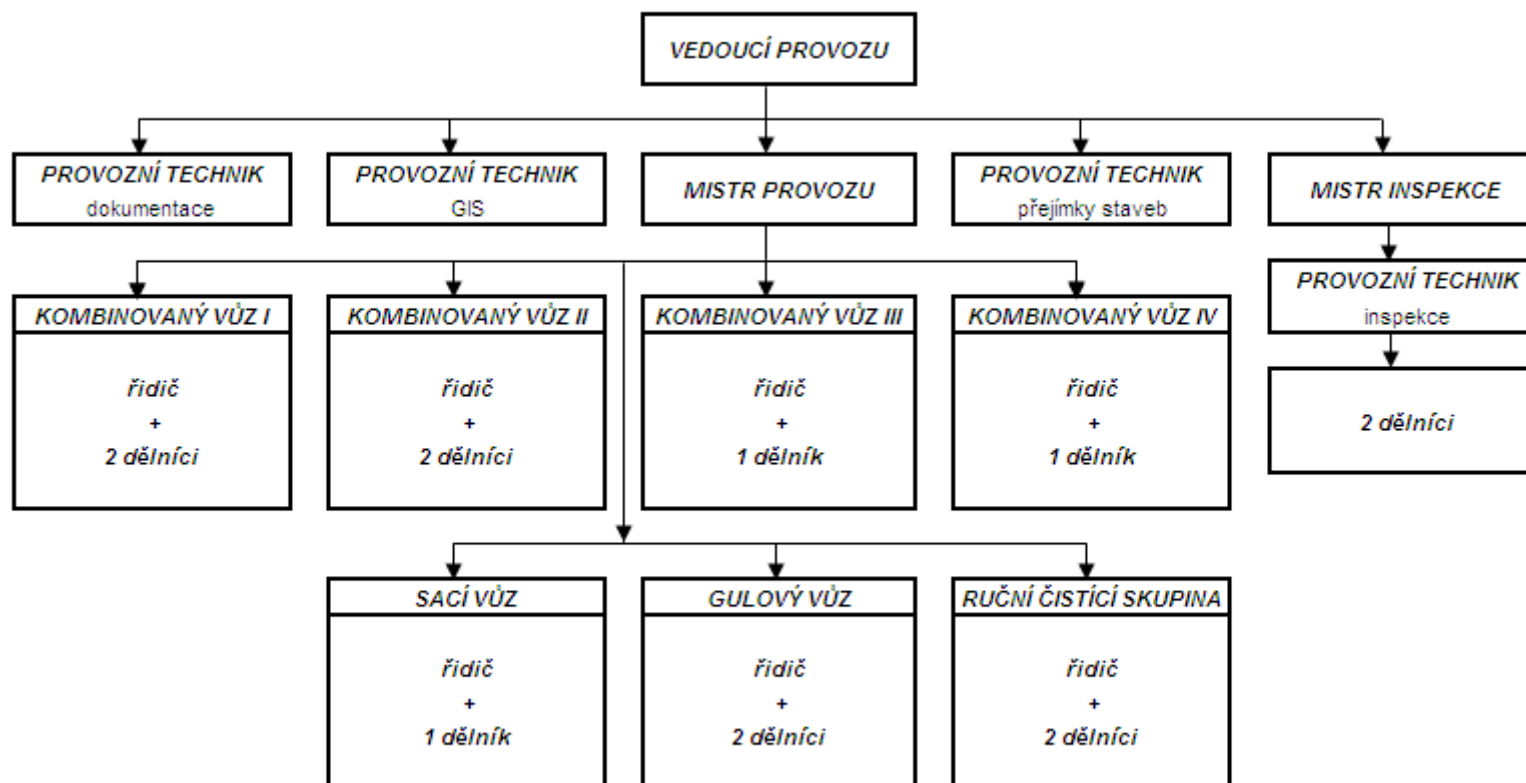 VEDOUCÍ PROVOZU
PROVOZNÍ TECHNIK
dokumentace
PROVOZNÍ TECHNIK
GIS
MISTR PROVOZU
PROVOZNÍ TECHNIK
přejímky staveb
MISTR INSPEKCE
PROVOZNÍ TECHNIK
inspekce
2 dělníci
KOMBINOVANÝ VŮZ I
řidič
+
2 dělníci
KOMBINOVANÝ VŮZ II
řidič
+
2 dělníci
KOMBINOVANÝ VŮZ III
řidič
+
1 dělník
KOMBINOVANÝ VŮZ IV
řidič
+
1 dělník
SACÍ VŮZ
řidič
+
1 dělník
GULOVÝ VŮZ
řidič
+
2 dělníci
RUČNÍ ČISTÍCÍ SKUPINA
řidič
+
2 dělníci